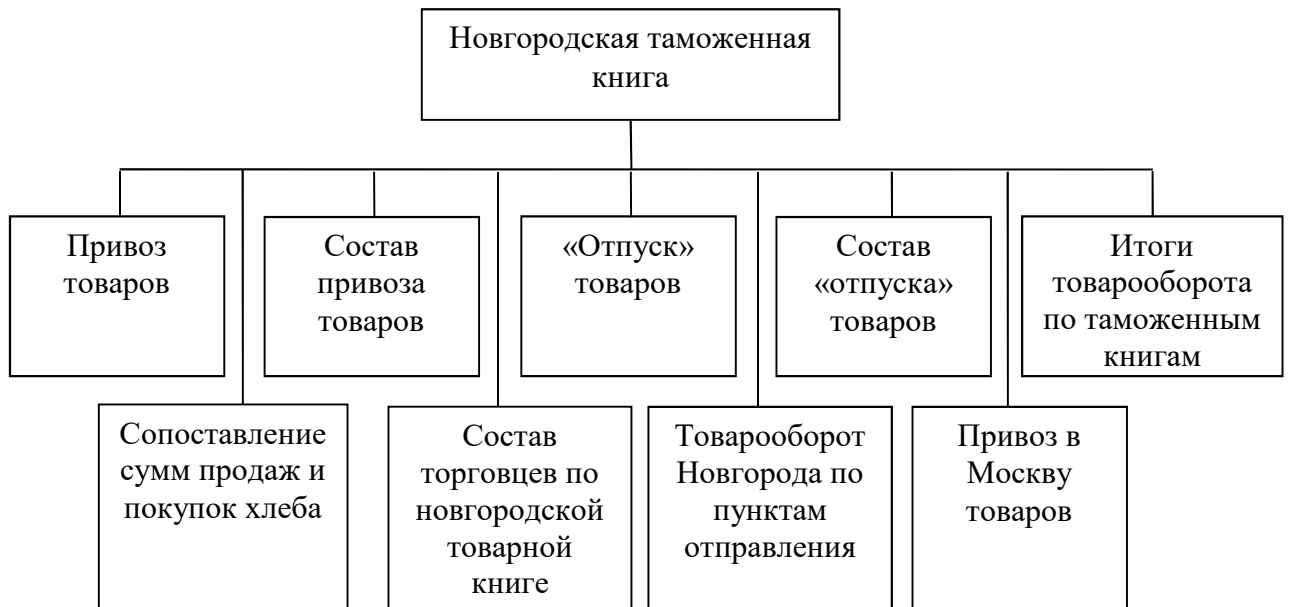 Новгородская таможенная
книга
Привоз
товаров
Состав
привоза
товаров
«Отпуск»
товаров
Состав
«отпуска»
товаров
Итоги
товарооборота
по таможенным
книгам
Сопоставление
сумм продаж и
покупок хлеба
Состав
торговцев по
новгородской
товарной
книге
Товарооборот
Новгорода по
пунктам
отправления
Привоз в
Москву
товаров